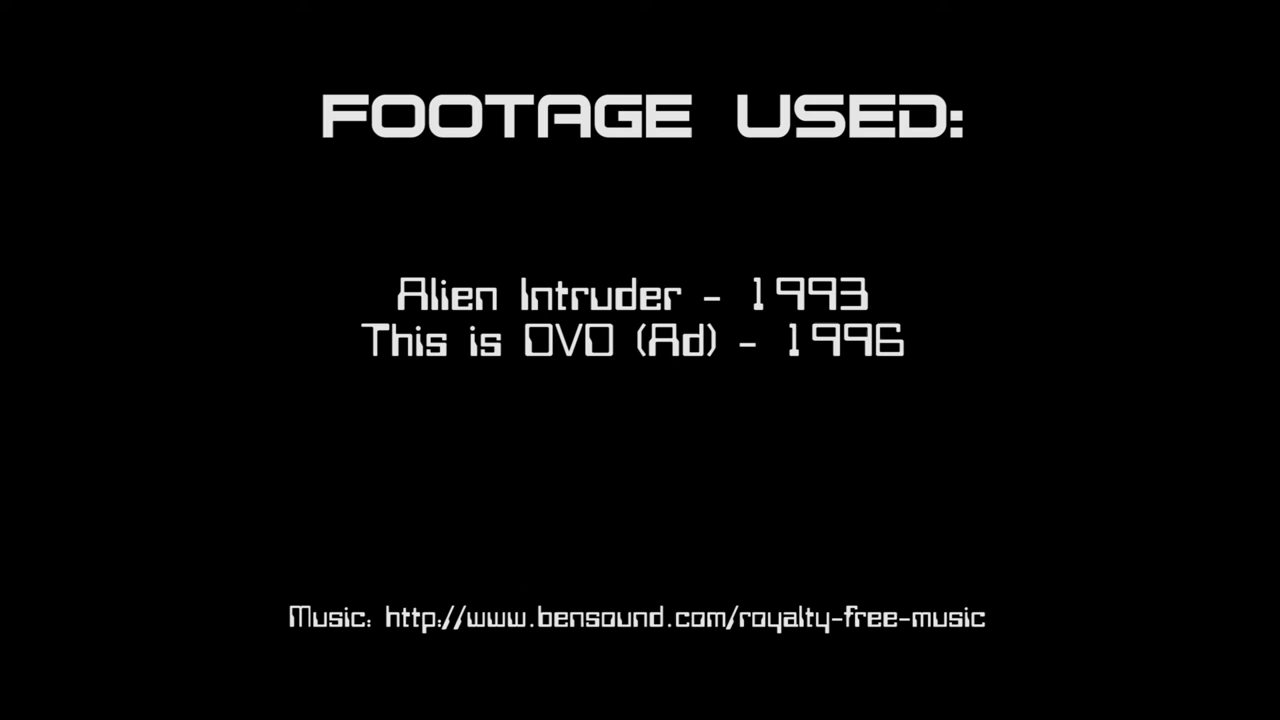 FOOTAGE USED:
Alien Intruder - 1993
This is DVD (Ad) - 1996
Music: http://www.bensound.com/royalty-free-music